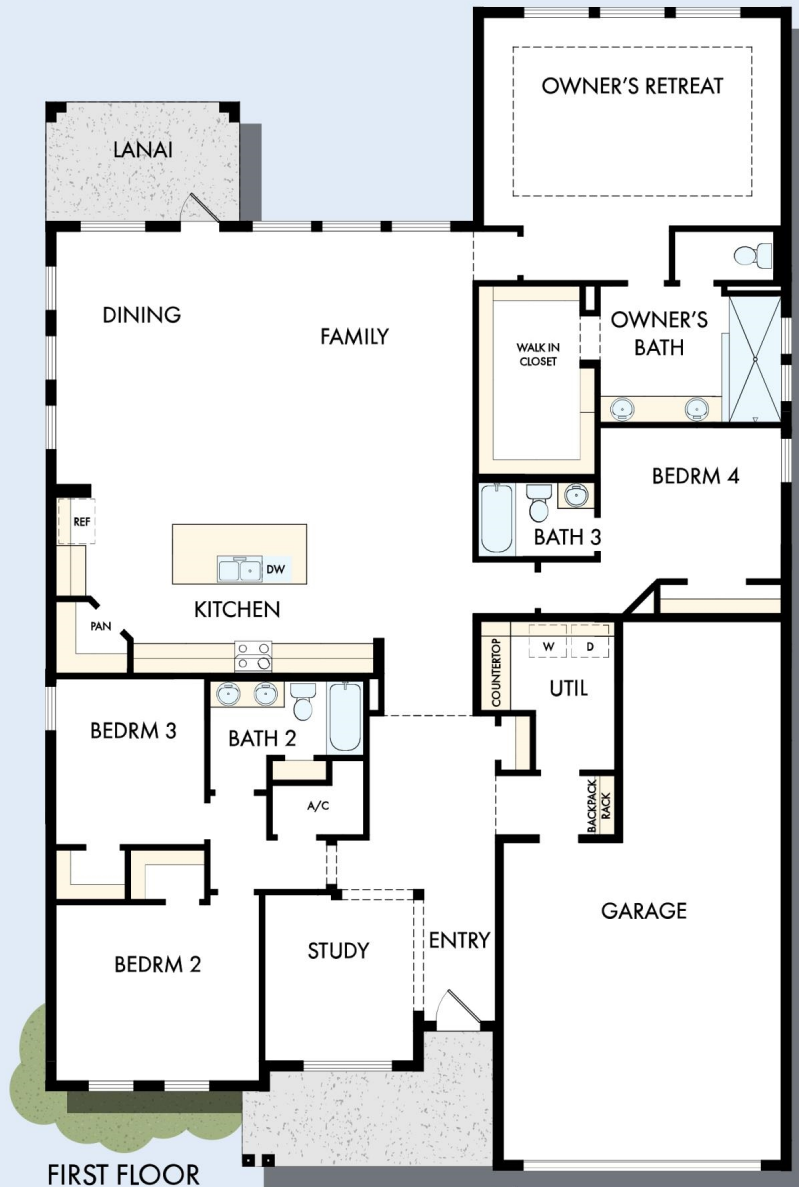 OWNER'S RETREAT
LANAI
DINING
FAMILY
OWNER'S
BATH
WALK IN
CLOSET
BEDRM 4
REF
BATH 3
DW
KITCHEN
PAN
COUNTERTOP
W
D
UTIL
BEDRM 3
BATH 2
A/C
BACKPACK
RACK
GARAGE
STUDY
ENTRY
BEDRM 2
FIRST FLOOR